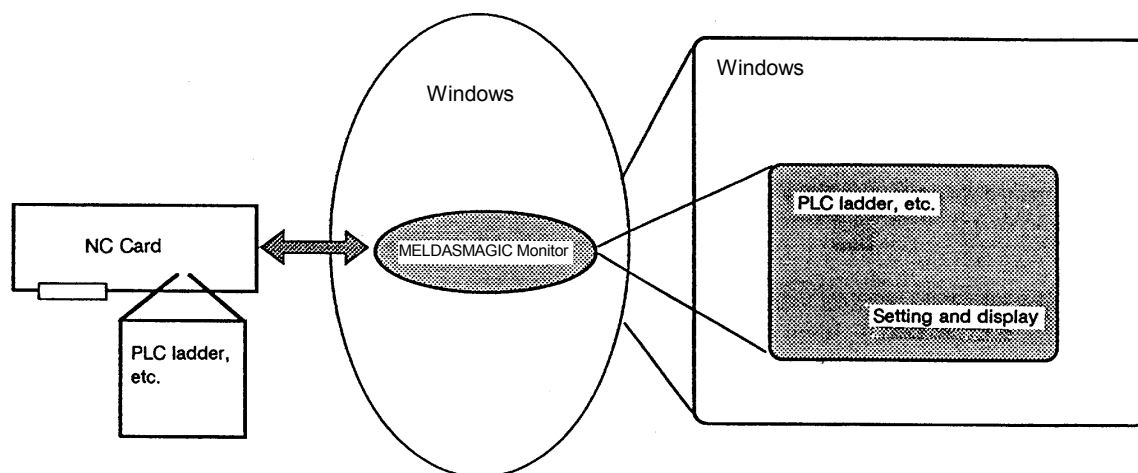 Windows
Windows
NC Card
MELDASMAGIC Monitor
PLC ladder, etc.
Setting and display
PLC ladder,
etc.